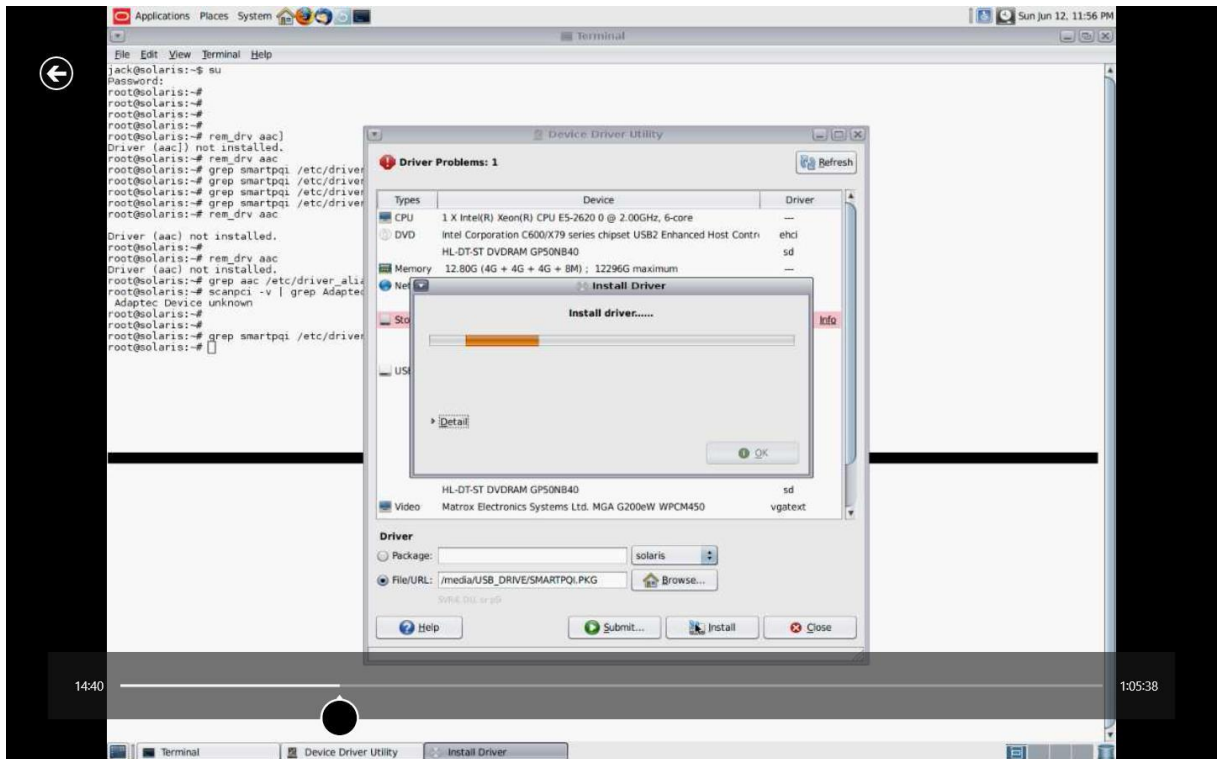 Applications Places System
Sun Jun 12, 11:56 PM
Terminal
File Edit View Terminal Help
jack@solaris:~$ su
Password:
root@solaris:~#
root@solaris:~#
root@solaris:~#
root@solaris:~#
root@solaris:~# rem_drv aac]
Driver (aac]) not installed.
root@solaris:~# rem_drv aac
root@solaris:~# grep smartpqi /etc/driver
root@solaris:~# grep smartpqi /etc/driver
root@solaris:~# grep smartpqi /etc/driver
root@solaris:~# grep smartpqi /etc/driver
root@solaris:~# rem_drv aac
Driver (aac) not installed.
root@solaris:~#
root@solaris:~# rem_drv aac
Driver (aac) not installed.
root@solaris:~# grep aac /etc/driver_alia
root@solaris:~# scanpci -v | grep Adaptec
Adaptec Device unknown
root@solaris:~#
root@solaris:~#
root@solaris:~# grep smartpqi /etc/driver
root@solaris:~#
Device Driver Utility
Driver Problems: 1
Refresh
Types Device Driver
CPU 1 X Intel(R) Xeon(R) CPU E5-2620 0 @ 2.00GHz, 6-core —
DVD Intel Corporation C600/X79 series chipset USB2 Enhanced Host Contr ehci
HL-DT-ST DVDRAM GP50NB40 sd
Memory 12.80G (4G + 4G + 4G + 8M) ; 12296G maximum —
Net
Sto Info
USB
Install Driver
Install driver......
Detail
OK
HL-DT-ST DVDRAM GP50NB40 sd
Video Matrox Electronics Systems Ltd. MGA G200eW WPCM450 vgatext
Driver
Package: solaris
File/URL: /media/USB_DRIVE/SMARTPQI.PKG Browse...
Help Submit... Install Close
14:40 1:05:38
Terminal Device Driver Utility Install Driver